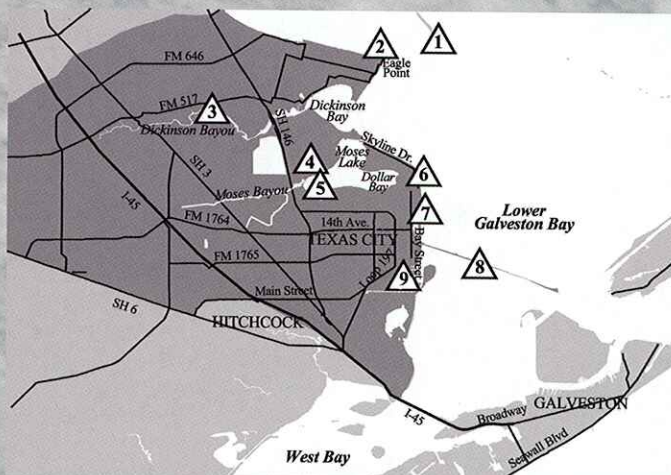 1
2
Eagle
Point
FM 646
FM 517
3
Dickinson
Bay
Dickinson Bayou
SH 146
Skyline Dr.
SH 3
4
Moses
Lake
5
Dollar
Bay
6
Moses Bayou
I-45
7
Lower
Galveston Bay
14th Ave.
FM 1764
TEXAS CITY
Bay Street
FM 1765
Loop 197
8
9
Main Street
SH 6
HITCHCOCK
I-45
Broadway
GALVESTON
Seawall Blvd
West Bay